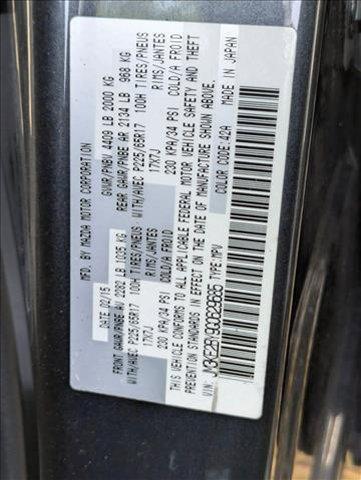 MFD. BY MAZDA MOTOR CORPORATION
DATE 02/15 GVWR/PNBV 4409 LB 2000 KG
FRONT GAWR/PNBE AV 2282 LB 1035 KG REAR GAWR/PNBE AR 2134 LB 968 KG
WITH/AVEC P225/65R17 100H TIRES/PNEUS WITH/AVEC P225/65R17 100H TIRES/PNEUS
17X7J RIMS/JANTES 17X7J RIMS/JANTES
230 KPA/34 PSI COLD/A FROID 230 KPA/34 PSI COLD/A FROID
THIS VEHICLE CONFORMS TO ALL APPLICABLE FEDERAL MOTOR VEHICLE SAFETY AND THEFT
PREVENTION STANDARDS IN EFFECT ON THE DATE OF MANUFACTURE SHOWN ABOVE.
TYPE:MPV COLOR CODE:42A MADE IN JAPAN